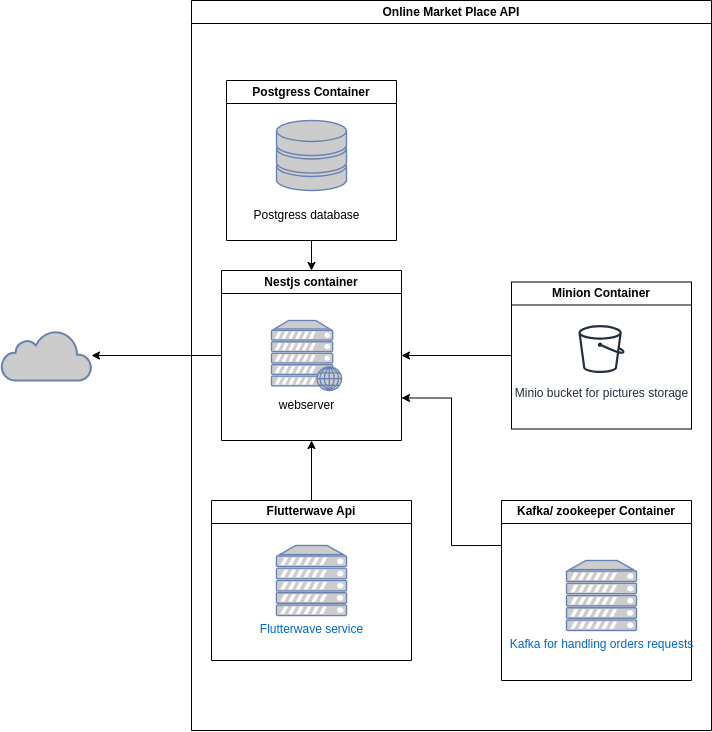 Online Market Place API
Postgress Container
Postgress database
Nestjs container
webserver
Minion Container
Minio bucket for pictures storage
Flutterwave Api
Flutterwave service
Kafka/ zookeeper Container
Kafka for handling orders requests